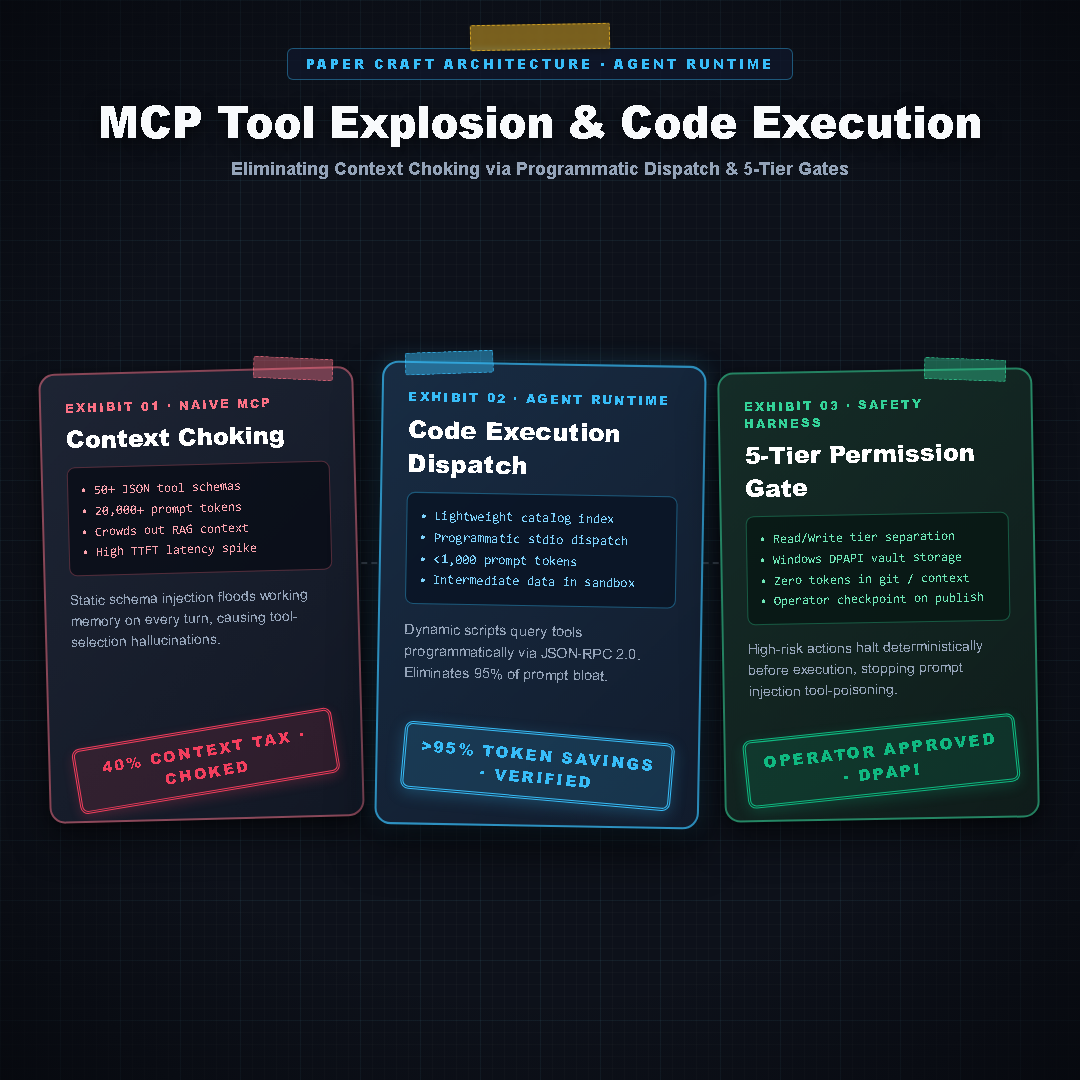 PAPER CRAFT ARCHITECTURE · AGENT RUNTIME
MCP Tool Explosion & Code Execution
Eliminating Context Choking via Programmatic Dispatch & 5-Tier Gates
EXHIBIT 01 · NAIVE MCP
Context Choking
• 50+ JSON tool schemas
• 20,000+ prompt tokens
• Crowds out RAG context
• High TTFT latency spike
Static schema injection floods working
memory on every turn, causing tool-
selection hallucinations.
40% CONTEXT TAX ·
CHOKED
EXHIBIT 02 · AGENT RUNTIME
Code Execution
Dispatch
• Lightweight catalog index
• Programmatic stdio dispatch
• <1,000 prompt tokens
• Intermediate data in sandbox
Dynamic scripts query tools
programmatically via JSON-RPC 2.0.
Eliminates 95% of prompt bloat.
>95% TOKEN SAVINGS
· VERIFIED
EXHIBIT 03 · SAFETY
HARNESS
5-Tier Permission
Gate
• Read/Write tier separation
• Windows DPAPI vault storage
• Zero tokens in git / context
• Operator checkpoint on publish
High-risk actions halt deterministically
before execution, stopping prompt
injection tool-poisoning.
OPERATOR APPROVED
· DPAPI